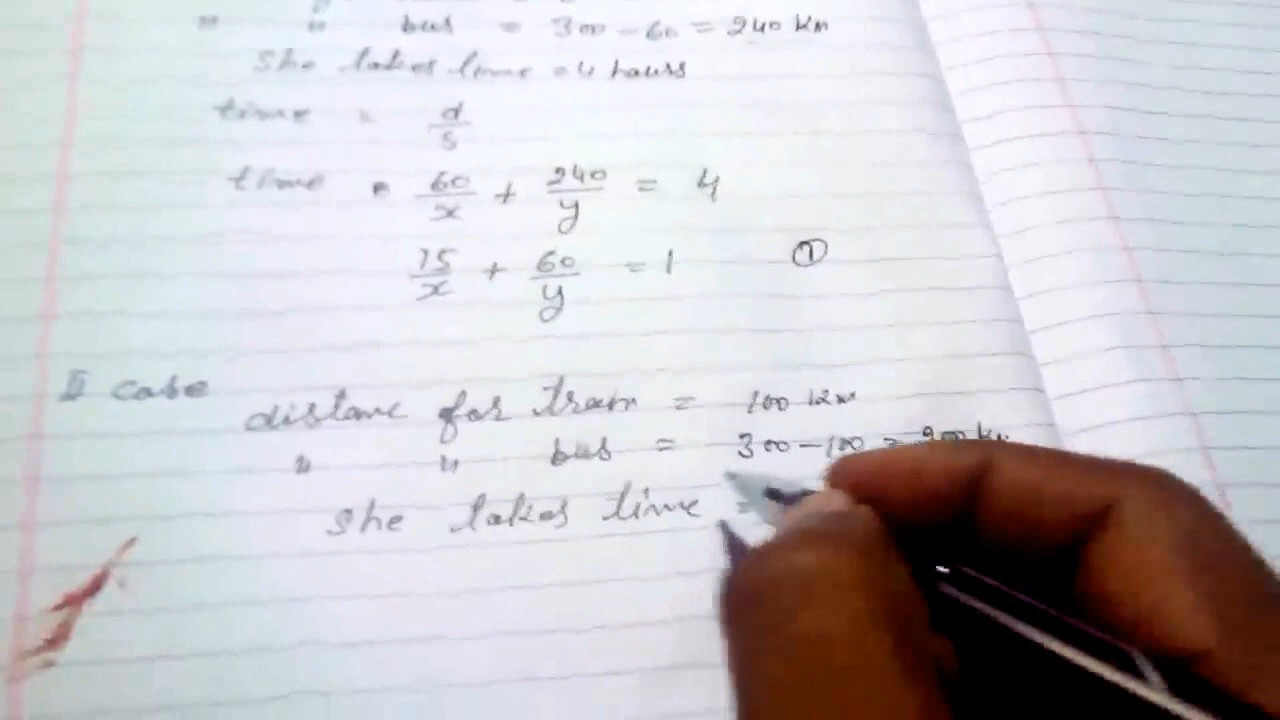 " " bus = 300 - 60 = 240 km
She takes time = 4 hours
time = d/s
time = 60/x + 240/y = 4
15/x + 60/y = 1 ①
II case
distance for train = 100 km
" " bus = 300 - 100 = 200 km
She takes time =